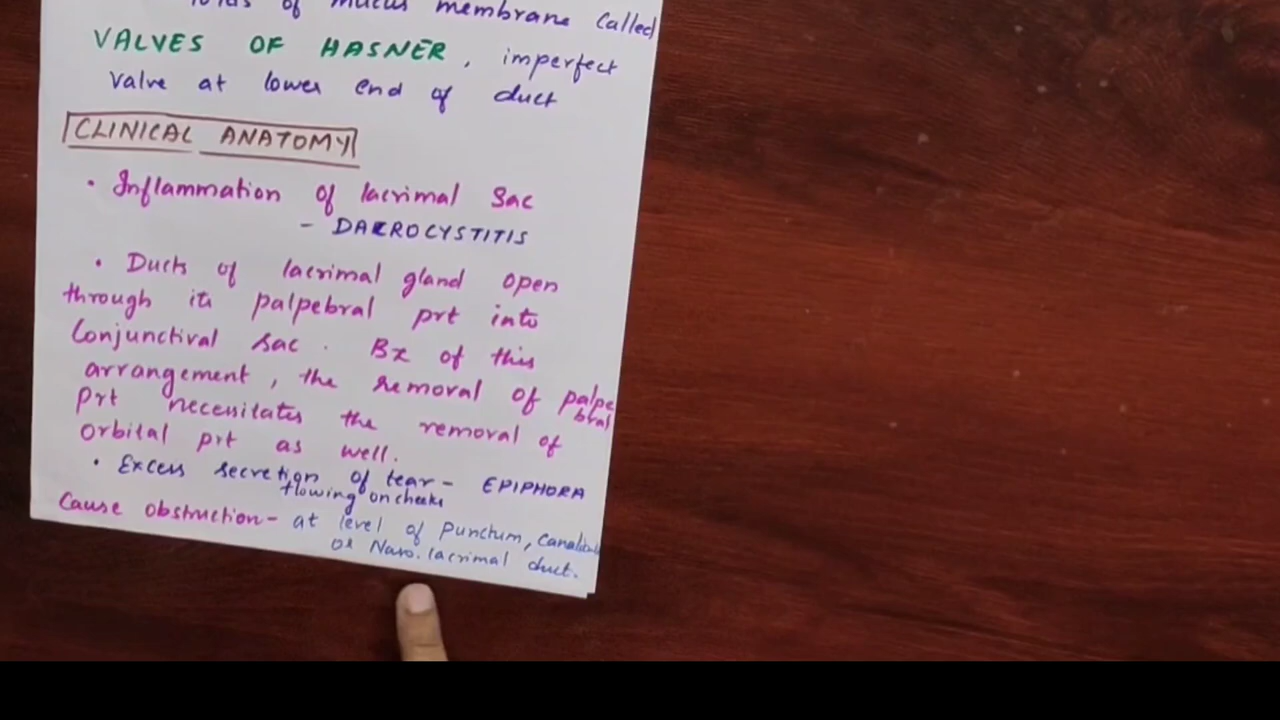 of mucus membrane called
VALVES OF HASNER, imperfect
valve at lower end of duct
CLINICAL ANATOMY
• Inflammation of lacrimal sac
- DACROCYSTITIS
• Ducts of lacrimal gland open
through its palpebral prt into
Conjunctival sac. Bz of this
arrangement, the removal of palpebral
prt necessitates the removal of
orbital prt as well.
• Excess secretion of tear - EPIPHORA
flowing on cheeks
Cause obstruction - at level of punctum,
or Naso.lacrimal duct.